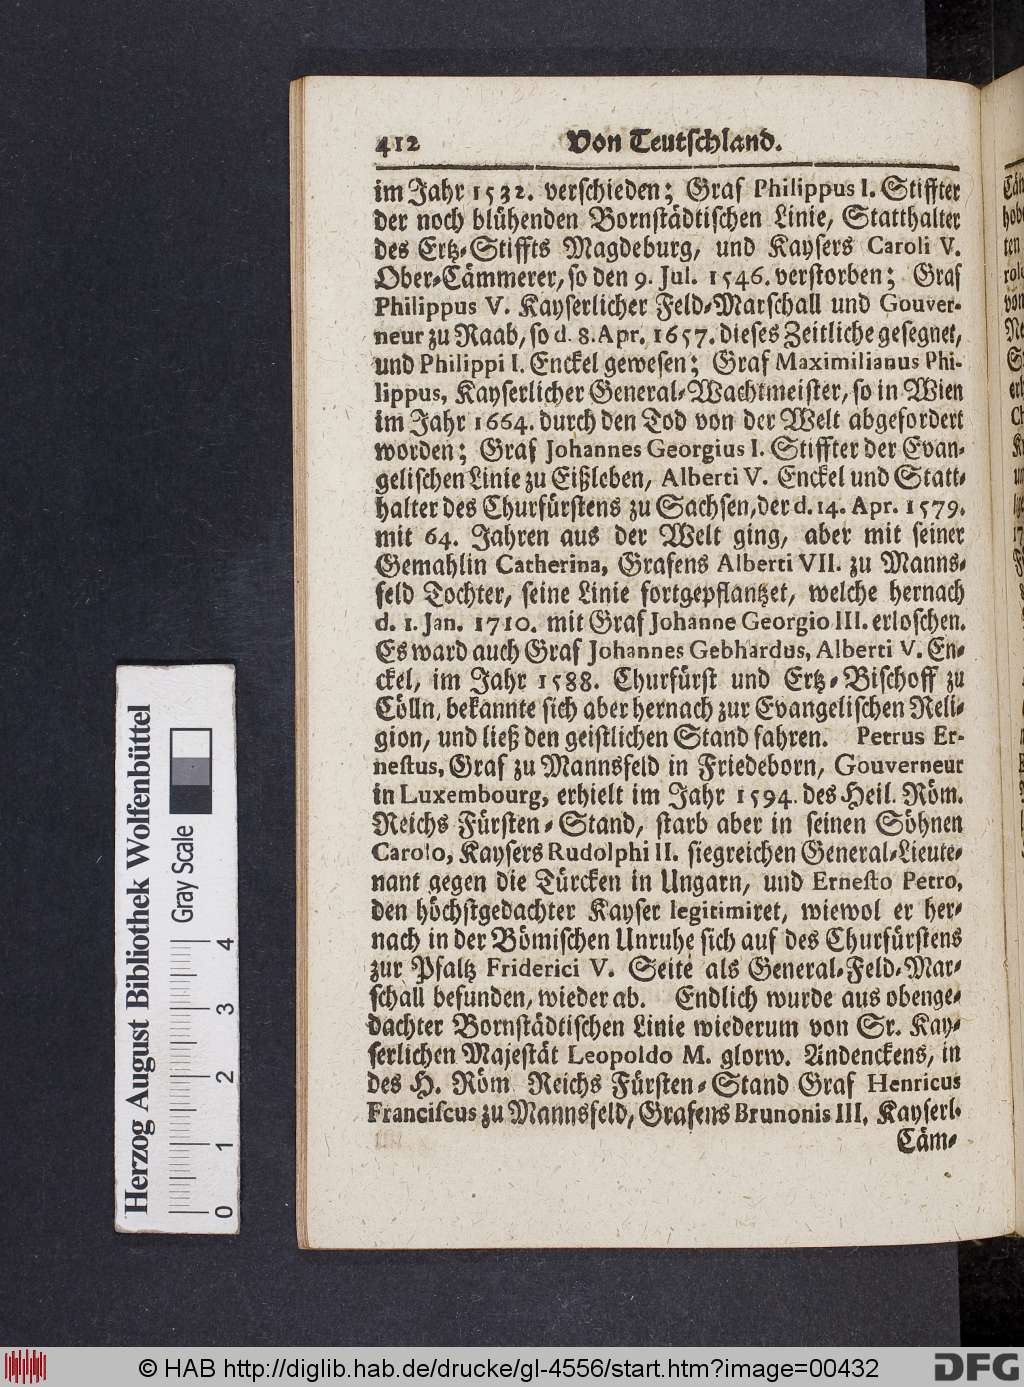 412 Von Teutschland.
im Jahr 1532. verschieden; Graf Philippus I. Stiffter
der noch blühenden Bornstädtischen Linie, Statthalter
des Ertz-Stiffts Magdeburg, und Kaysers Caroli V.
Ober-Cämmerer, so den 9. Jul. 1546. verstorben; Graf
Philippus V. Kayserlicher Feld-Marschall und Gouver-
neur zu Raab, so d. 8. Apr. 1657. dieses Zeitliche gesegnet,
und Philippi I. Enckel gewesen; Graf Maximilianus Phi-
lippus, Kayserlicher General-Wachtmeister, so in Wien
im Jahr 1664. durch den Tod von der Welt abgefordert
worden; Graf Johannes Georgius I. Stiffter der Evan-
gelischen Linie zu Eißleben, Alberti V. Enckel und Statt-
halter des Churfürstens zu Sachsen, der d. 14. Apr. 1579.
mit 64. Jahren aus der Welt ging, aber mit seiner
Gemahlin Catherina, Grafens Alberti VII. zu Manns-
feld Tochter, seine Linie fortgepflantzet, welche hernach
d. 1. Jan. 1710. mit Graf Johanne Georgio III. erloschen.
Es ward auch Graf Johannes Gebhardus, Alberti V. En-
ckel, im Jahr 1588. Churfürst und Ertz-Bischoff zu
Cölln, bekannte sich aber hernach zur Evangelischen Reli-
gion, und ließ den geistlichen Stand fahren. Petrus Er-
nestus, Graf zu Mannsfeld in Friedeborn, Gouverneur
in Luxembourg, erhielt im Jahr 1594. des Heil. Röm.
Reichs Fürsten-Stand, starb aber in seinen Söhnen
Carolo, Kaysers Rudolphi II. siegreichen General-Lieute-
nant gegen die Türcken in Ungarn, und Ernesto Petro,
den höchstgedachter Kayser legitimiret, wiewol er her-
nach in der Bömischen Unruhe sich auf des Churfürstens
zur Pfaltz Friderici V. Seite als General-Feld-Mar-
schall befunden, wieder ab. Endlich wurde aus obenge-
dachter Bornstädtischen Linie wiederum von Sr. Kay-
serlichen Majestät Leopoldo M. glorw. Andenckens, in
des H. Röm Reichs Fürsten-Stand Graf Henricus
Franciscus zu Mannsfeld, Grafens Brunonis III. Kayserl.
Cäm-
Herzog August Bibliothek Wolfenbüttel
Gray Scale
0 1 2 3 4
© HAB http://diglib.hab.de/drucke/gl-4556/start.htm?image=00432
DFG